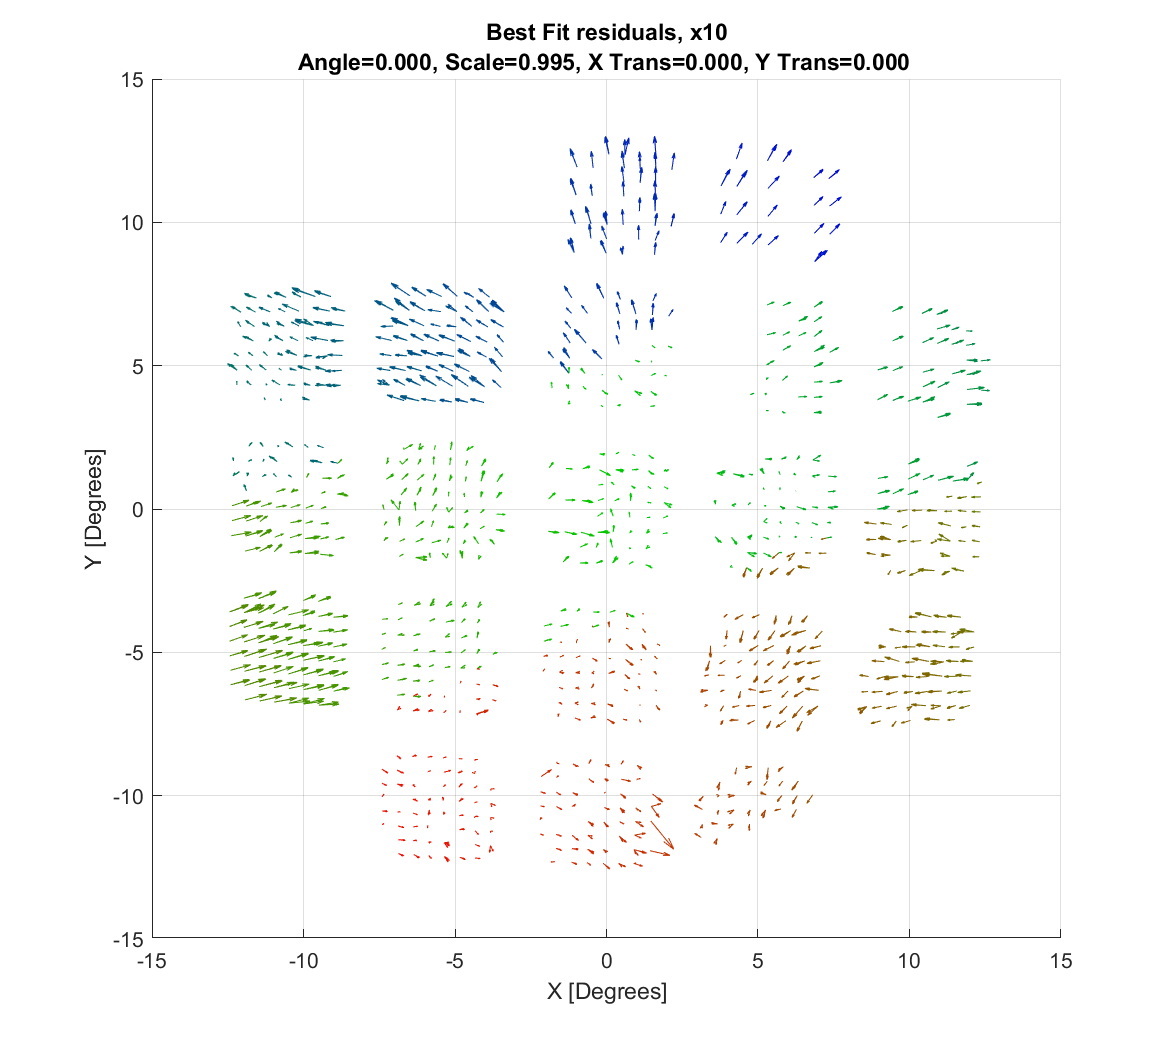 Best Fit residuals, x10
Angle=0.000, Scale=0.995, X Trans=0.000, Y Trans=0.000
15
10
5
0
-5
-10
-15
Y [Degrees]
-15 -10 -5 0 5 10 15
X [Degrees]